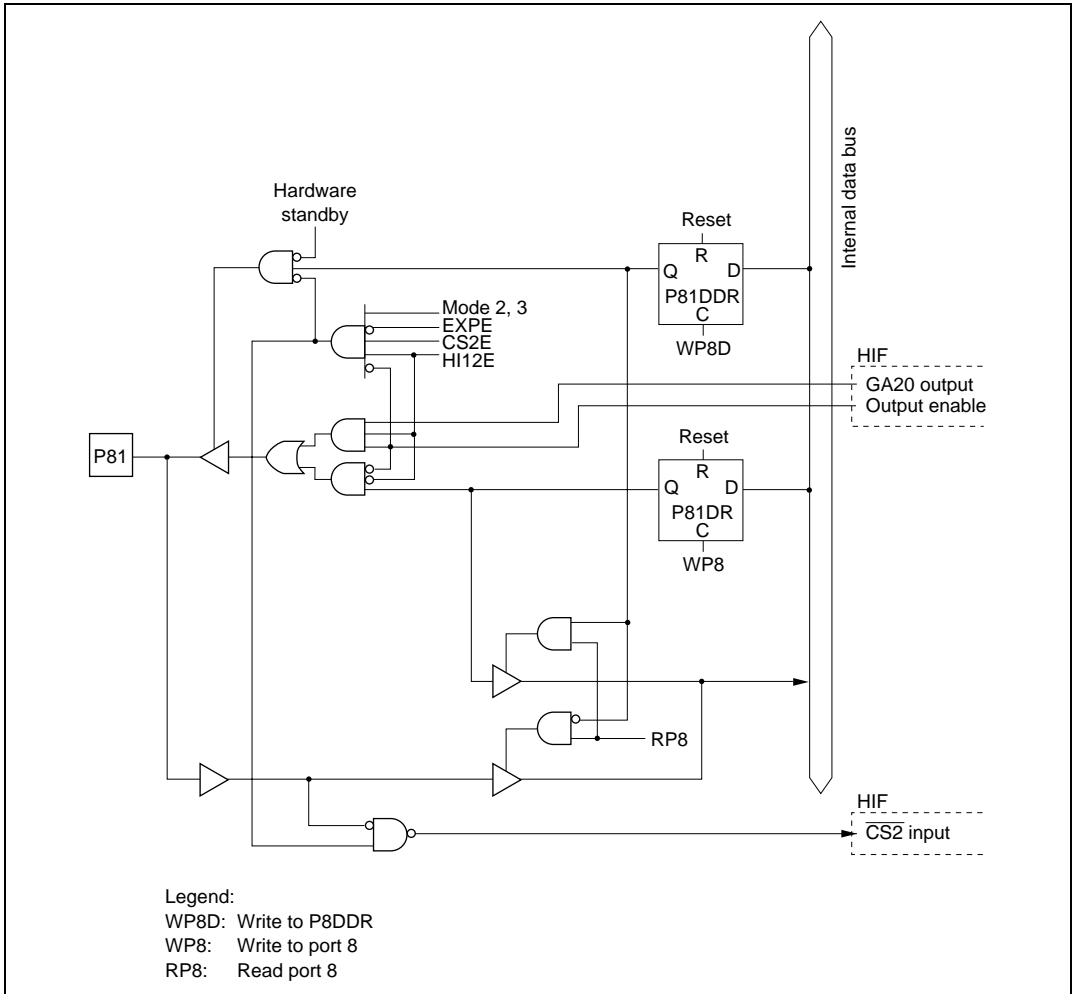 Internal data bus
Hardware
standby
Reset
R
Q
D
P81DDR
C
WP8D
Mode 2, 3
EXPE
CS2E
HI12E
HIF
GA20 output
Output enable
P81
Reset
R
Q
D
P81DR
C
WP8
RP8
HIF
C̅S̅2̅ input
Legend:
WP8D: Write to P8DDR
WP8: Write to port 8
RP8: Read port 8